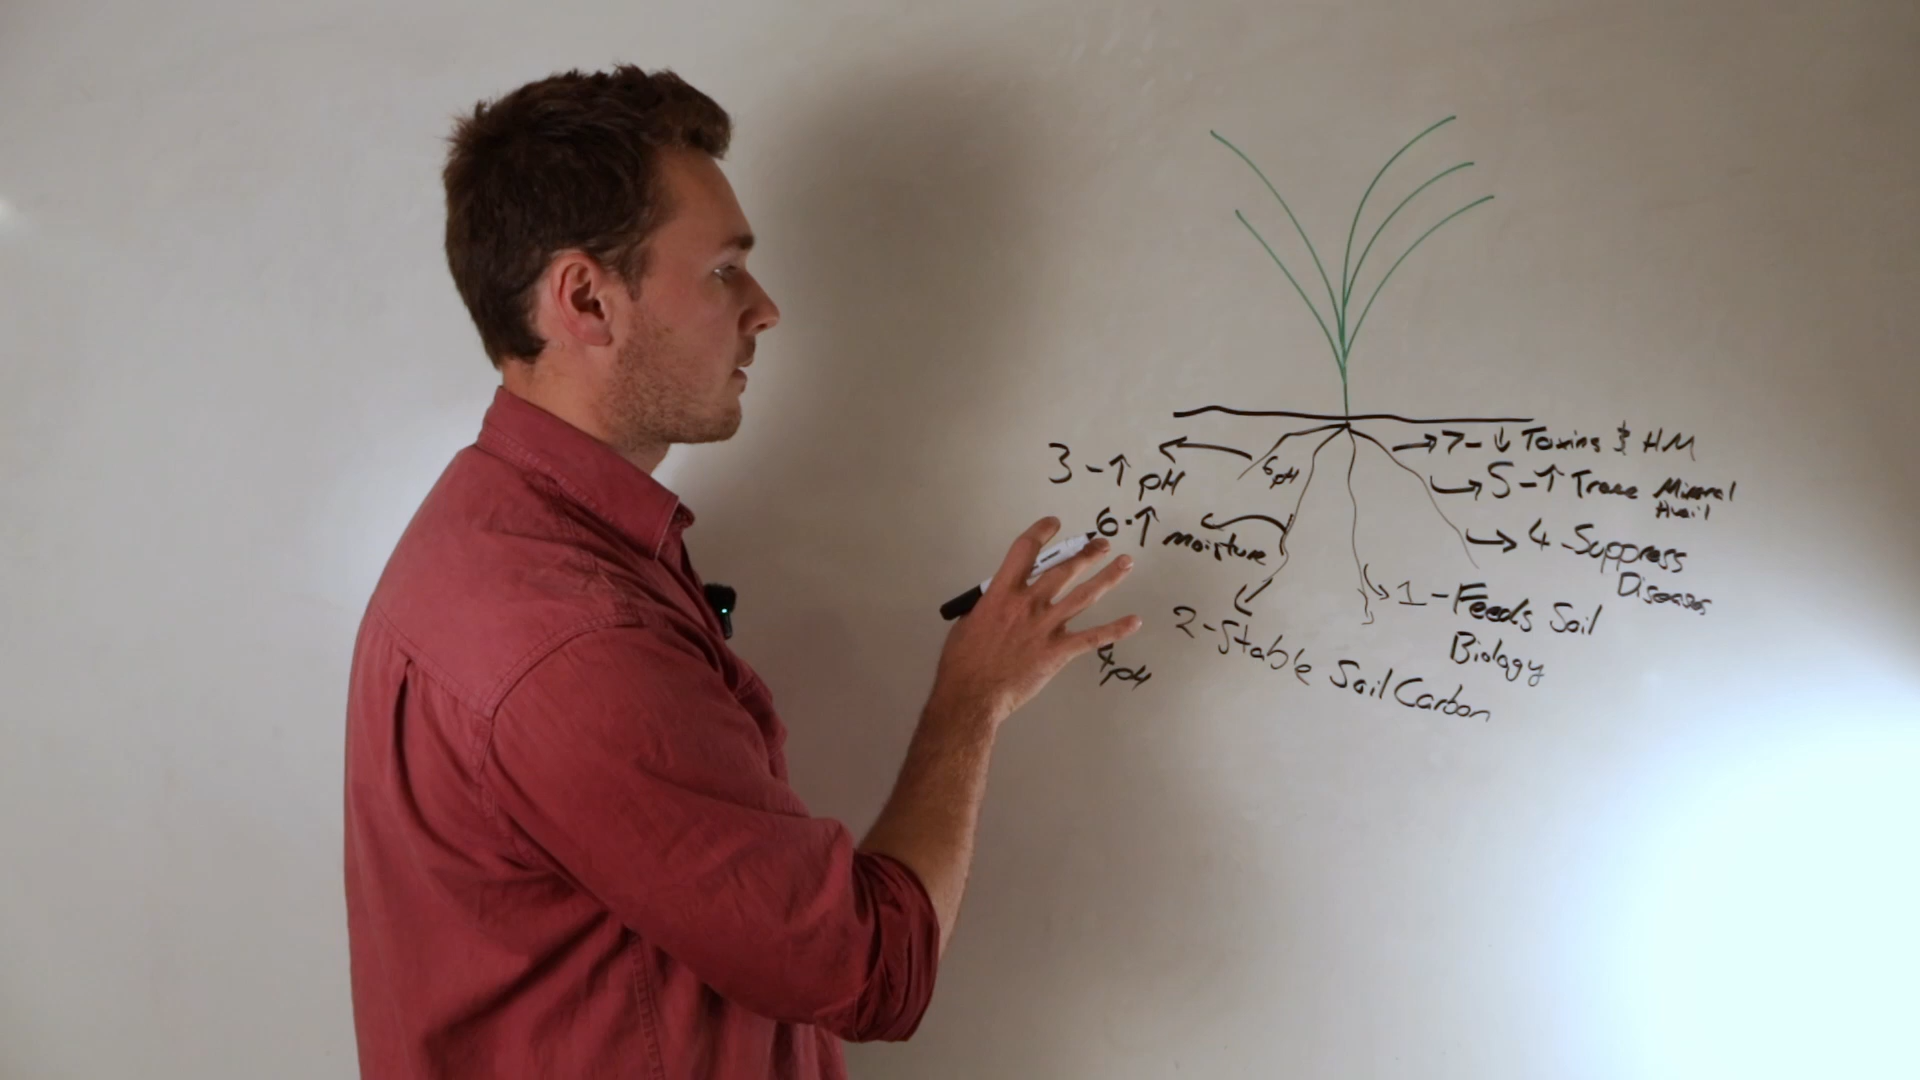 7-↓ Toxins & HM
3-↑ pH
6pH
5-↑ Trace Mineral
Avail
6-↑ moisture
4-Suppress
Diseases
1-Feeds Soil
Biology
2-Stable Soil Carbon
4pH